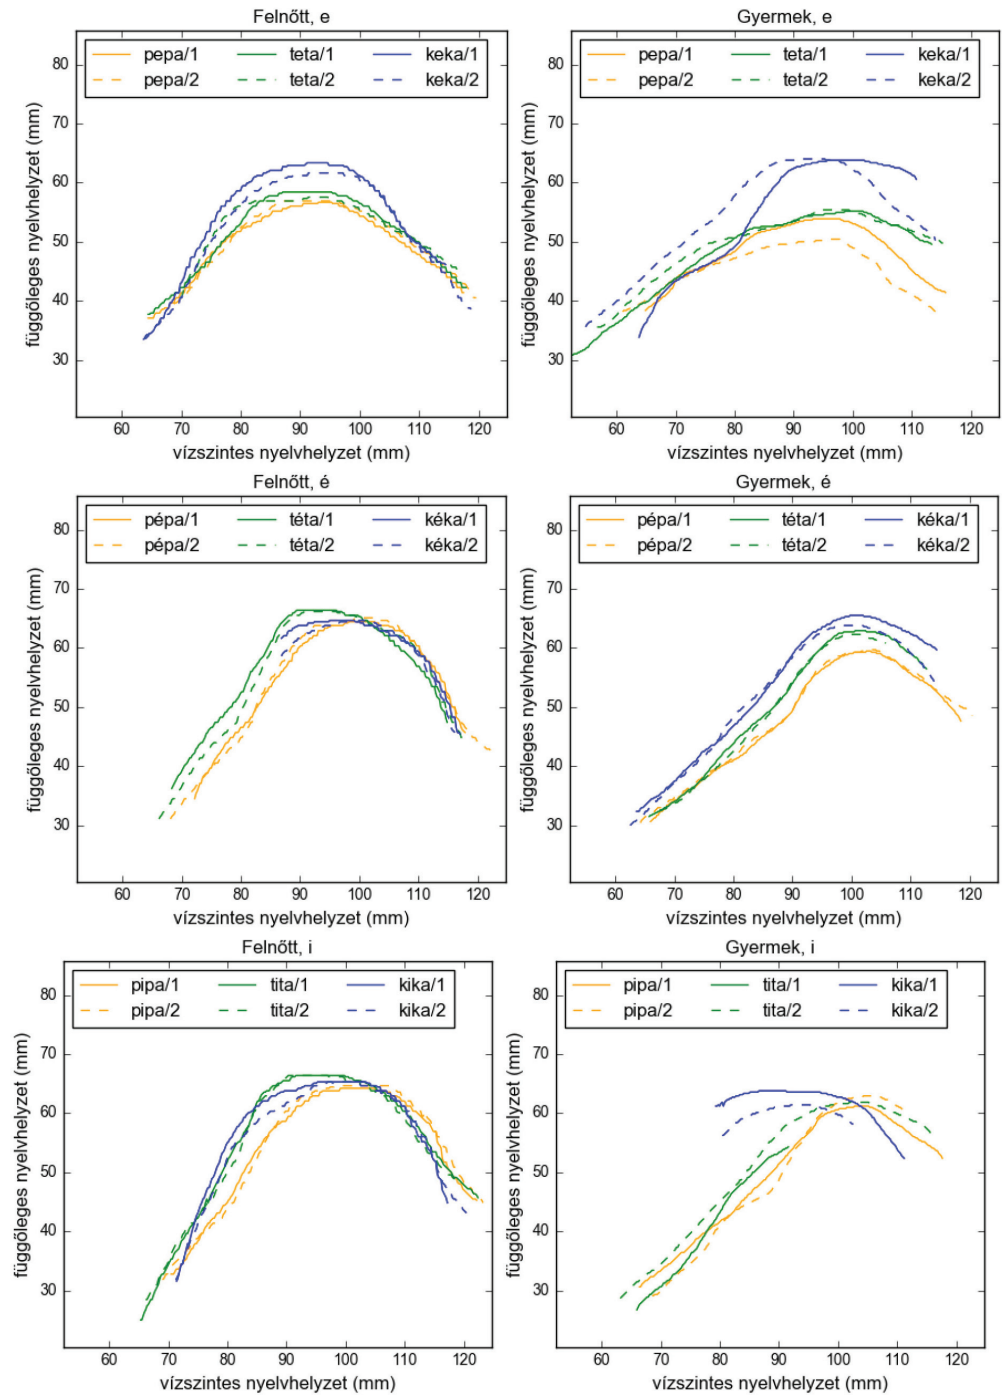 Felnőtt, e
pepa/1 teta/1 keka/1
pepa/2 teta/2 keka/2
80
70
60
50
40
30
60 70 80 90 100 110 120
függőleges nyelvhelyzet (mm)
vízszintes nyelvhelyzet (mm)
Gyermek, e
pepa/1 teta/1 keka/1
pepa/2 teta/2 keka/2
80
70
60
50
40
30
60 70 80 90 100 110 120
függőleges nyelvhelyzet (mm)
vízszintes nyelvhelyzet (mm)
Felnőtt, é
pépa/1 téta/1 kéka/1
pépa/2 téta/2 kéka/2
80
70
60
50
40
30
60 70 80 90 100 110 120
függőleges nyelvhelyzet (mm)
vízszintes nyelvhelyzet (mm)
Gyermek, é
pépa/1 téta/1 kéka/1
pépa/2 téta/2 kéka/2
80
70
60
50
40
30
60 70 80 90 100 110 120
függőleges nyelvhelyzet (mm)
vízszintes nyelvhelyzet (mm)
Felnőtt, i
pipa/1 tita/1 kika/1
pipa/2 tita/2 kika/2
80
70
60
50
40
30
60 70 80 90 100 110 120
függőleges nyelvhelyzet (mm)
vízszintes nyelvhelyzet (mm)
Gyermek, i
pipa/1 tita/1 kika/1
pipa/2 tita/2 kika/2
80
70
60
50
40
30
60 70 80 90 100 110 120
függőleges nyelvhelyzet (mm)
vízszintes nyelvhelyzet (mm)